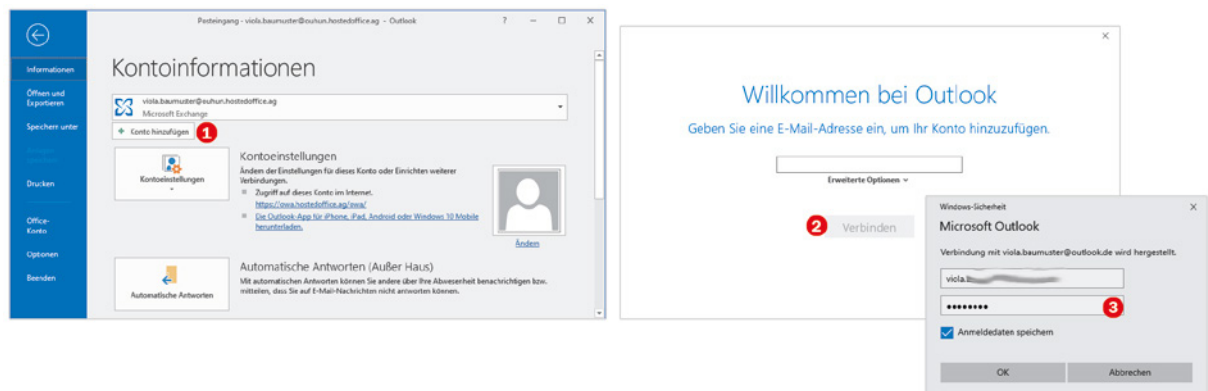 Posteingang - viola.baumuster@ouhun.hostedoffice.ag - Outlook
?
Informationen
Öffnen und
Exportieren
Speichern unter
Drucken
Office-
Konto
Optionen
Beenden
Kontoinformationen
viola.baumuster@ouhun.hostedoffice.ag
Microsoft Exchange
+ Konto hinzufügen 1
Kontoeinstellungen
Kontoeinstellungen
Ändern der Einstellungen für dieses Konto oder Einrichten weiterer
Verbindungen.
Zugriff auf dieses Konto im Internet.
https://owa.hostedoffice.ag/owa/
Die Outlook-App für iPhone, iPad, Android oder Windows 10 Mobile
herunterladen.
Ändern
Automatische Antworten
Automatische Antworten (Außer Haus)
Mit automatischen Antworten können Sie andere über Ihre Abwesenheit benachrichtigen bzw.
mitteilen, dass Sie auf E-Mail-Nachrichten nicht antworten können.
Willkommen bei Outlook
Geben Sie eine E-Mail-Adresse ein, um Ihr Konto hinzuzufügen.
Erweiterte Optionen
2 Verbinden
Windows-Sicherheit
Microsoft Outlook
Verbindung mit viola.baumuster@outlook.de wird hergestellt.
3
Anmeldedaten speichern
OK
Abbrechen